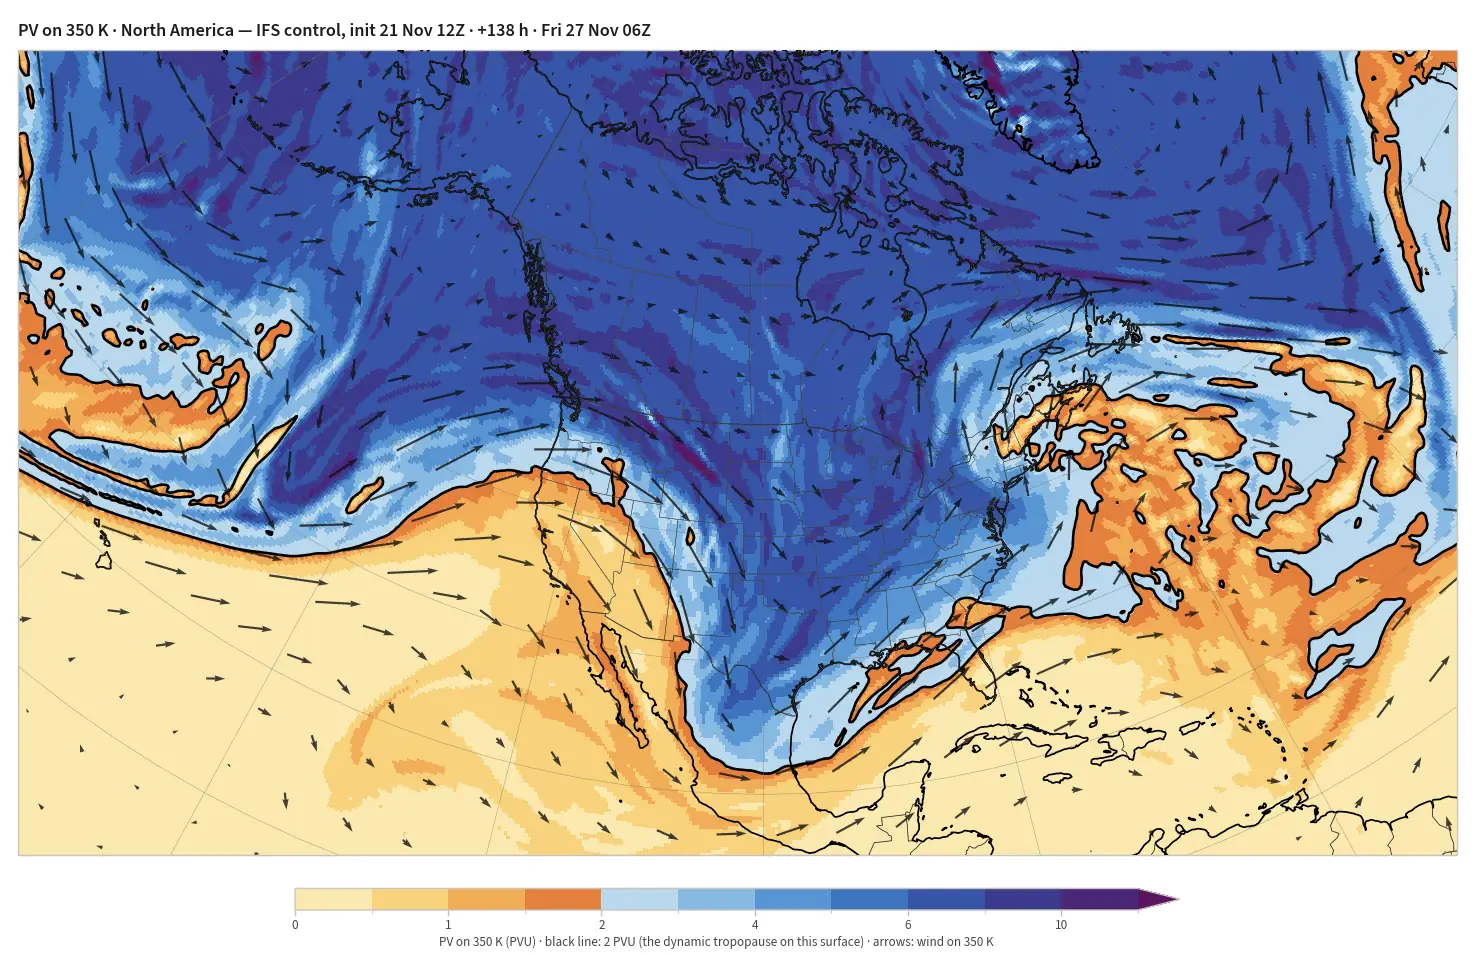 PV on 350 K · North America — IFS control, init 21 Nov 12Z · +138 h · Fri 27 Nov 06Z
0 1 2 4 6 10
PV on 350 K (PVU) · black line: 2 PVU (the dynamic tropopause on this surface) · arrows: wind on 350 K